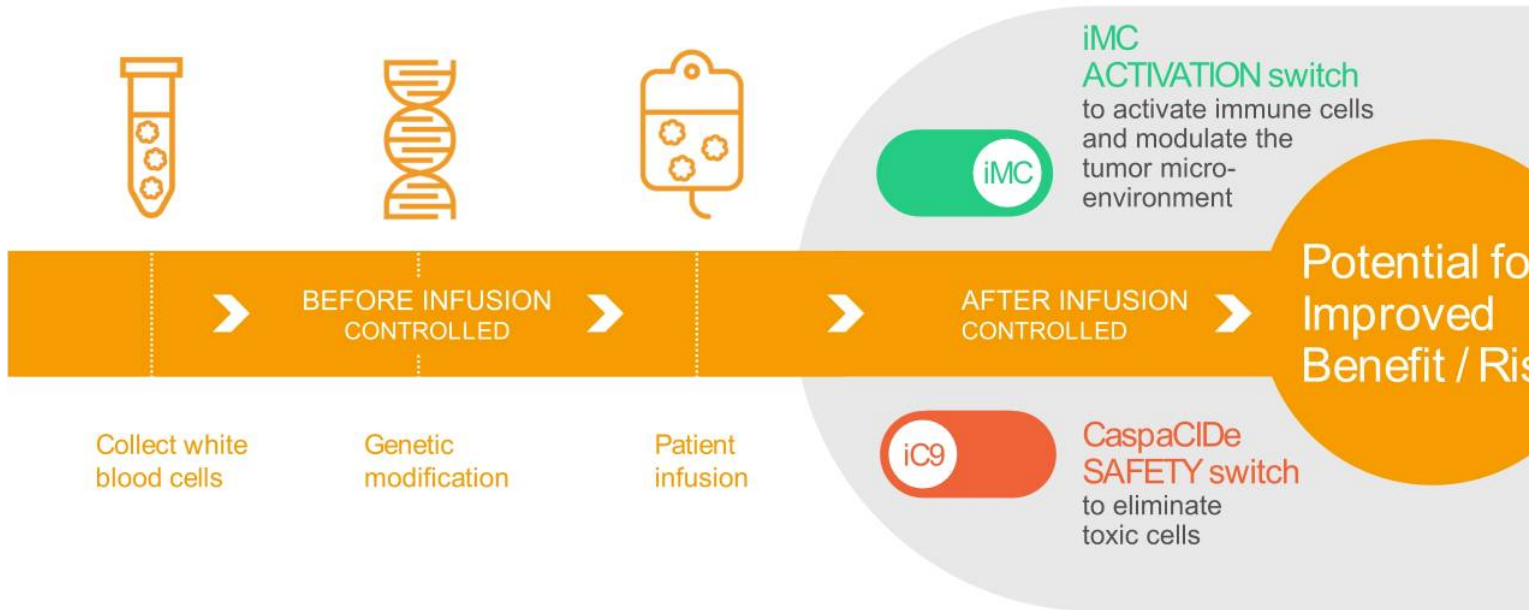 iMC
ACTIVATION switch
to activate immune cells
and modulate the
tumor micro-
environment
iMC
BEFORE INFUSION
CONTROLLED
AFTER INFUSION
CONTROLLED
Potential
Improved
Benefit /
Collect white
blood cells
Genetic
modification
Patient
infusion
iC9
CaspaCIDe
SAFETY switch
to eliminate
toxic cells